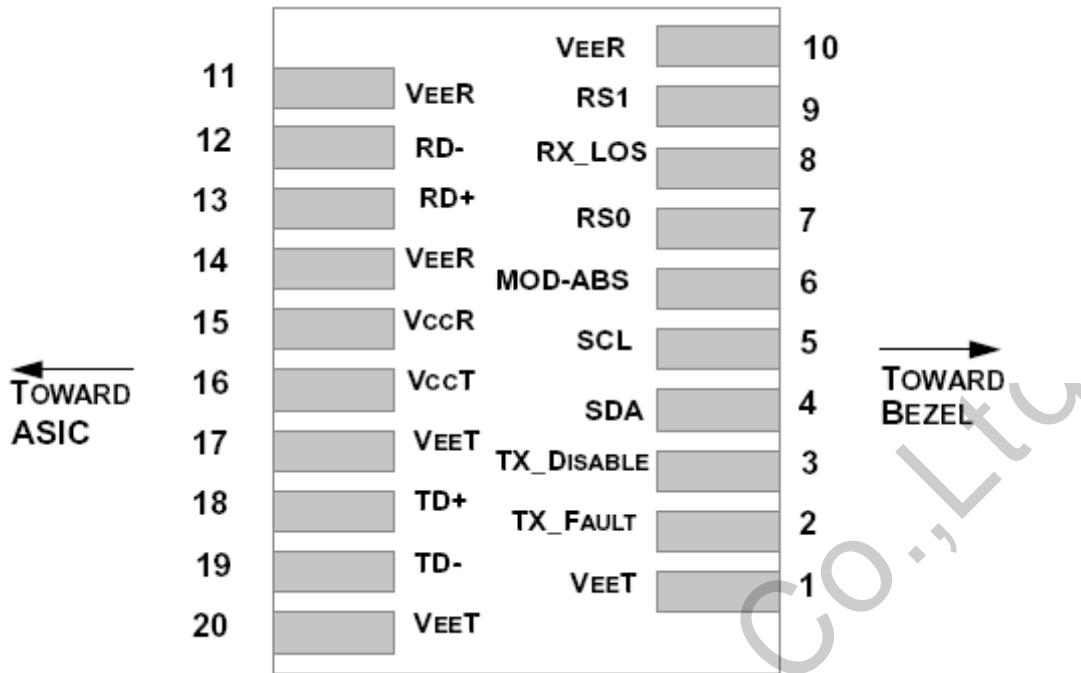 VEER 10
11 VEER
RS1 9
12 RD-
RX_LOS 8
13 RD+
RS0 7
14 VEER
MOD-ABS 6
15 VCCR
SCL 5
16 VCCT
TOWARD
ASIC
TOWARD
BEZEL
SDA 4
17 VEET
TX_DISABLE 3
18 TD+
TX_FAULT 2
19 TD-
VEET 1
20 VEET
Co.,Ltd